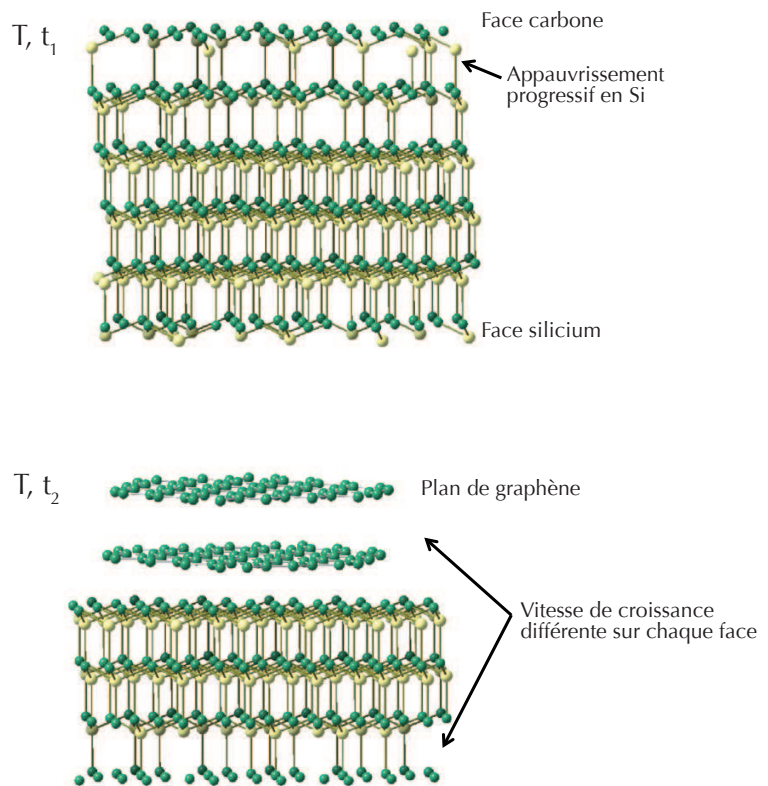 T, t1
Face carbone
Appauvrissement
progressif en Si
Face silicium
T, t2
Plan de graphène
Vitesse de croissance
différente sur chaque face